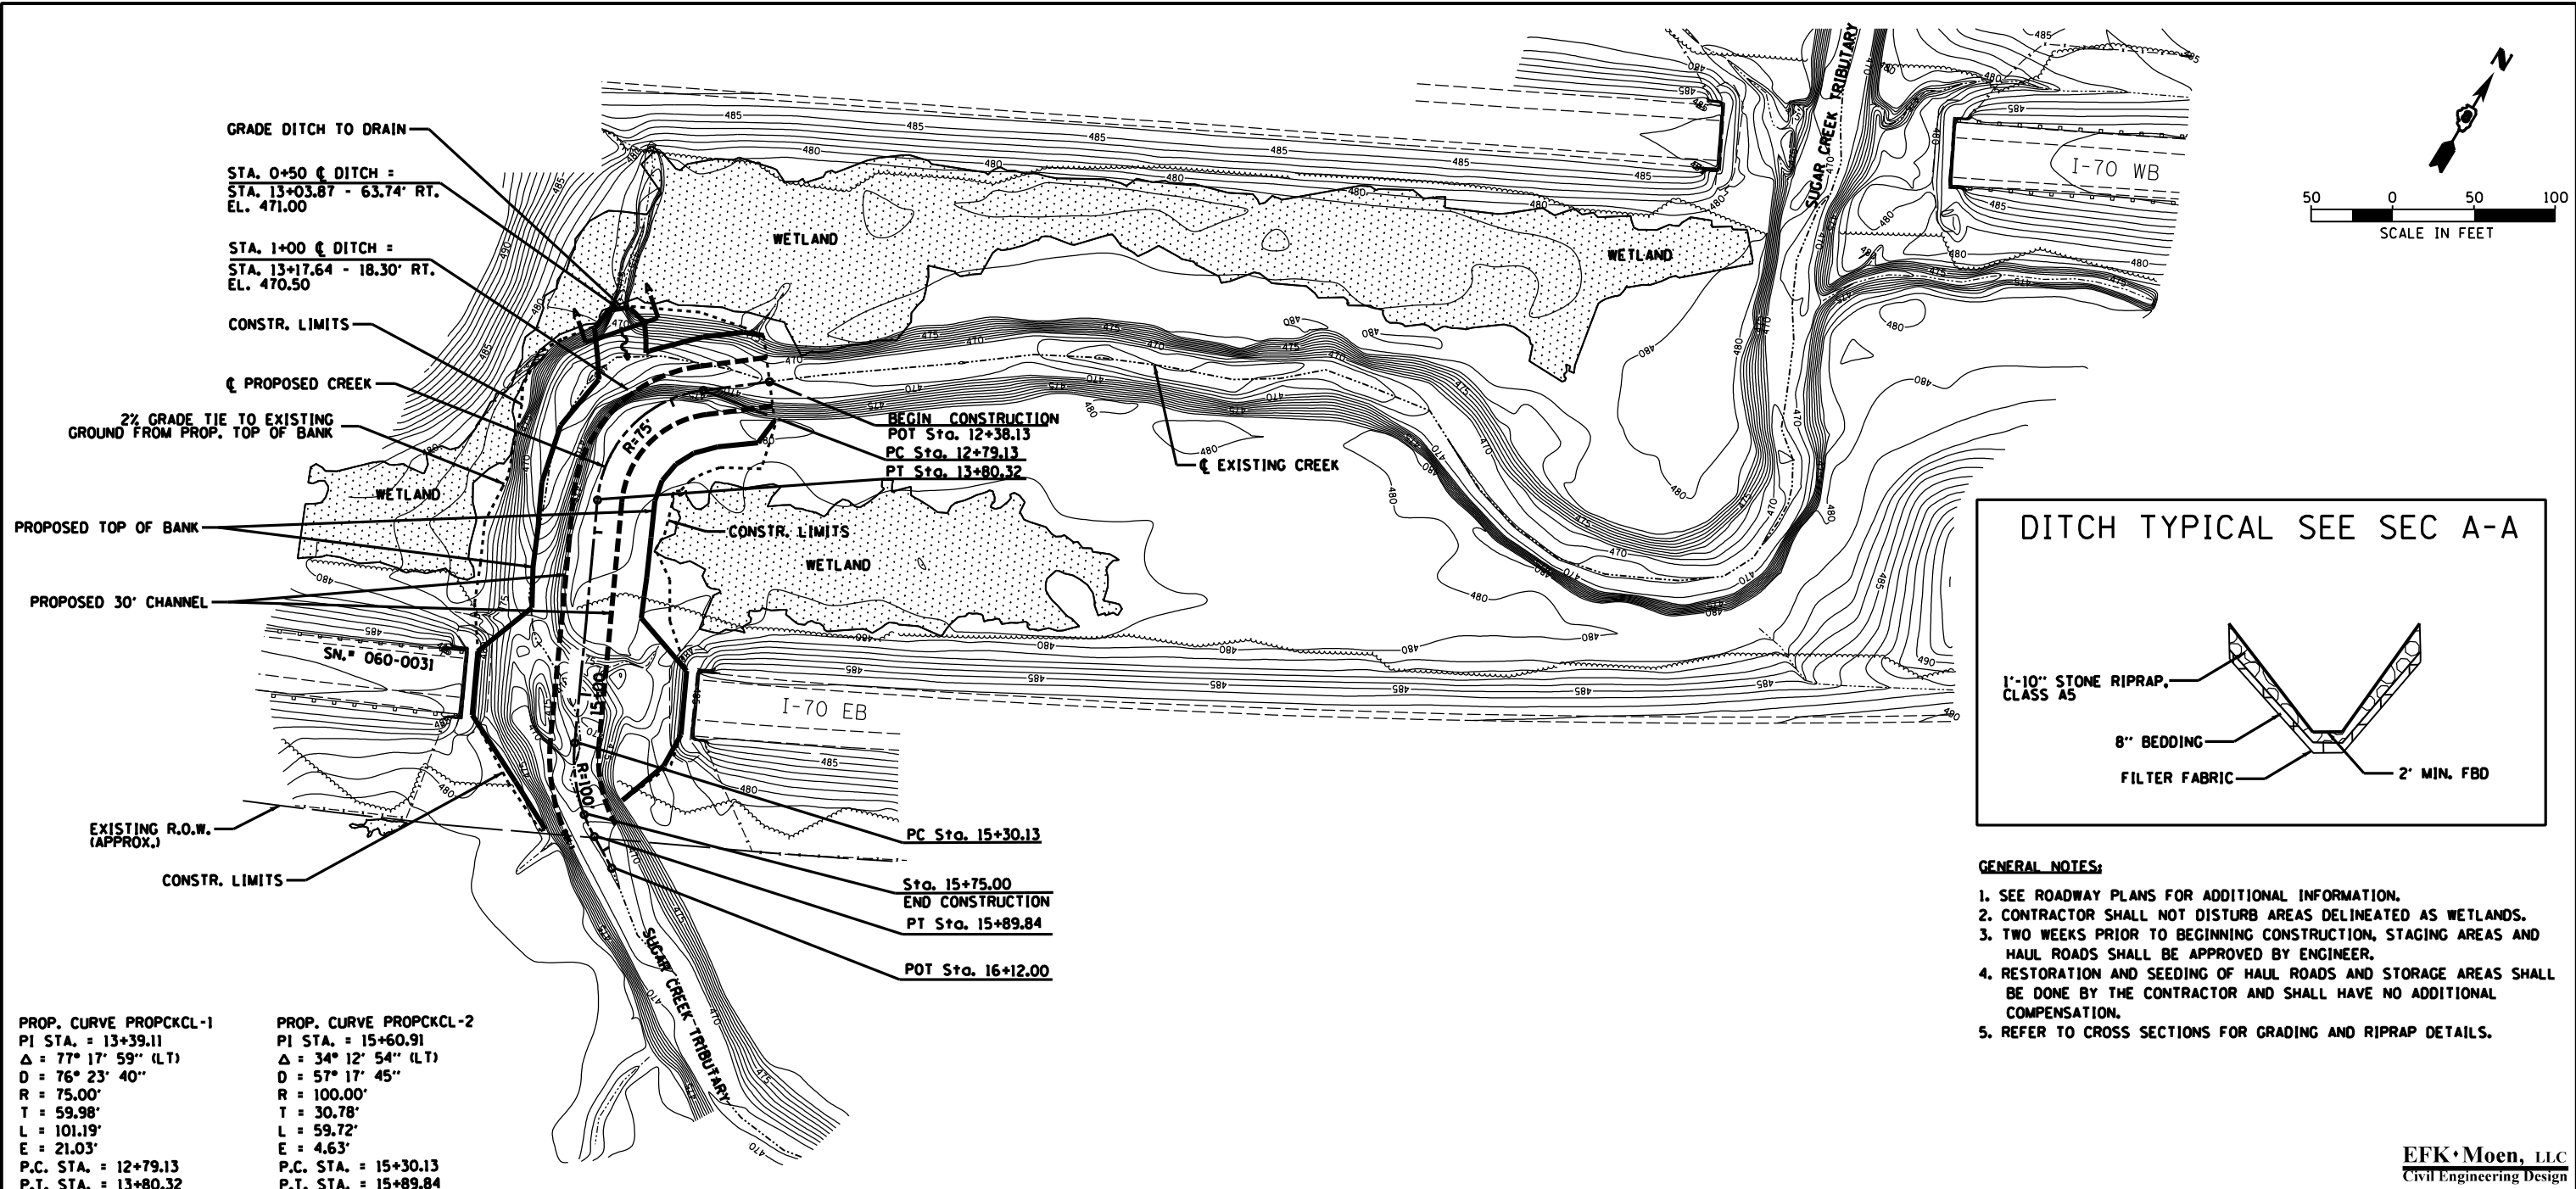 GRADE DITCH TO DRAIN
STA. 0+50 ℄ DITCH =
STA. 13+03.87 - 63.74' RT.
EL. 471.00
STA. 1+00 ℄ DITCH =
STA. 13+17.64 - 18.30' RT.
EL. 470.50
CONSTR. LIMITS
℄ PROPOSED CREEK
2% GRADE TIE TO EXISTING
GROUND FROM PROP. TOP OF BANK
PROPOSED TOP OF BANK
PROPOSED 30' CHANNEL
SN.# 060-0031
EXISTING R.O.W.
(APPROX.)
CONSTR. LIMITS
WETLAND
WETLAND
WETLAND
WETLAND
CONSTR. LIMITS
A
A
R=75'
15+00
R=100'
I-70 EB
I-70 WB
BEGIN CONSTRUCTION
POT Sta. 12+38.13
PC Sta. 12+79.13
PT Sta. 13+80.32
℄ EXISTING CREEK
PC Sta. 15+30.13
Sta. 15+75.00
END CONSTRUCTION
PT Sta. 15+89.84
POT Sta. 16+12.00
SUGAR CREEK TRIBUTARY
SUGAR CREEK TRIBUTARY
N
50 0 50 100
SCALE IN FEET
DITCH TYPICAL SEE SEC A-A
1'-10" STONE RIPRAP,
CLASS A5
8" BEDDING
FILTER FABRIC
2' MIN. FBD
GENERAL NOTES:
1. SEE ROADWAY PLANS FOR ADDITIONAL INFORMATION.
2. CONTRACTOR SHALL NOT DISTURB AREAS DELINEATED AS WETLANDS.
3. TWO WEEKS PRIOR TO BEGINNING CONSTRUCTION, STAGING AREAS AND
HAUL ROADS SHALL BE APPROVED BY ENGINEER.
4. RESTORATION AND SEEDING OF HAUL ROADS AND STORAGE AREAS SHALL
BE DONE BY THE CONTRACTOR AND SHALL HAVE NO ADDITIONAL
COMPENSATION.
5. REFER TO CROSS SECTIONS FOR GRADING AND RIPRAP DETAILS.
PROP. CURVE PROPCKCL-1
PI STA. = 13+39.11
Δ = 77° 17' 59" (LT)
D = 76° 23' 40"
R = 75.00'
T = 59.98'
L = 101.19'
E = 21.03'
P.C. STA. = 12+79.13
P.T. STA. = 13+80.32
PROP. CURVE PROPCKCL-2
PI STA. = 15+60.91
Δ = 34° 12' 54" (LT)
D = 57° 17' 45"
R = 100.00'
T = 30.78'
L = 59.72'
E = 4.63'
P.C. STA. = 15+30.13
P.T. STA. = 15+89.84
EFK•Moen, LLC
Civil Engineering Design